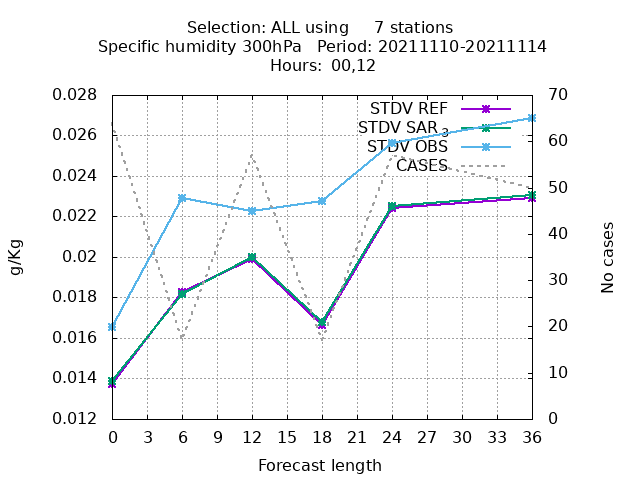 Selection: ALL using     7 stations
Specific humidity 300hPa   Period: 20211110-20211114
Hours: 00,12
0.028
0.026
0.024
0.022
0.02
0.018
0.016
0.014
0.012
g/Kg
STDV REF
STDV SAR 3
STDV OBS
CASES
70
60
50
40
30
20
10
0
No cases
0 3 6 9 12 15 18 21 24 27 30 33 36
Forecast length